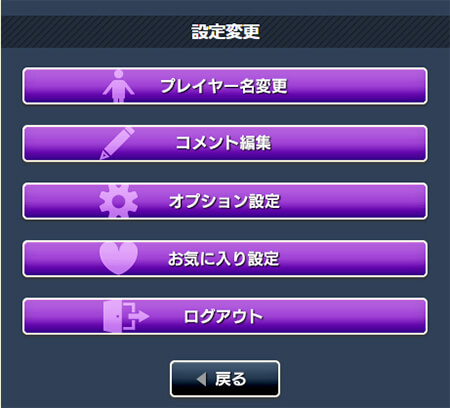 設定変更
プレイヤー名変更
コメント編集
オプション設定
お気に入り設定
ログアウト
戻る